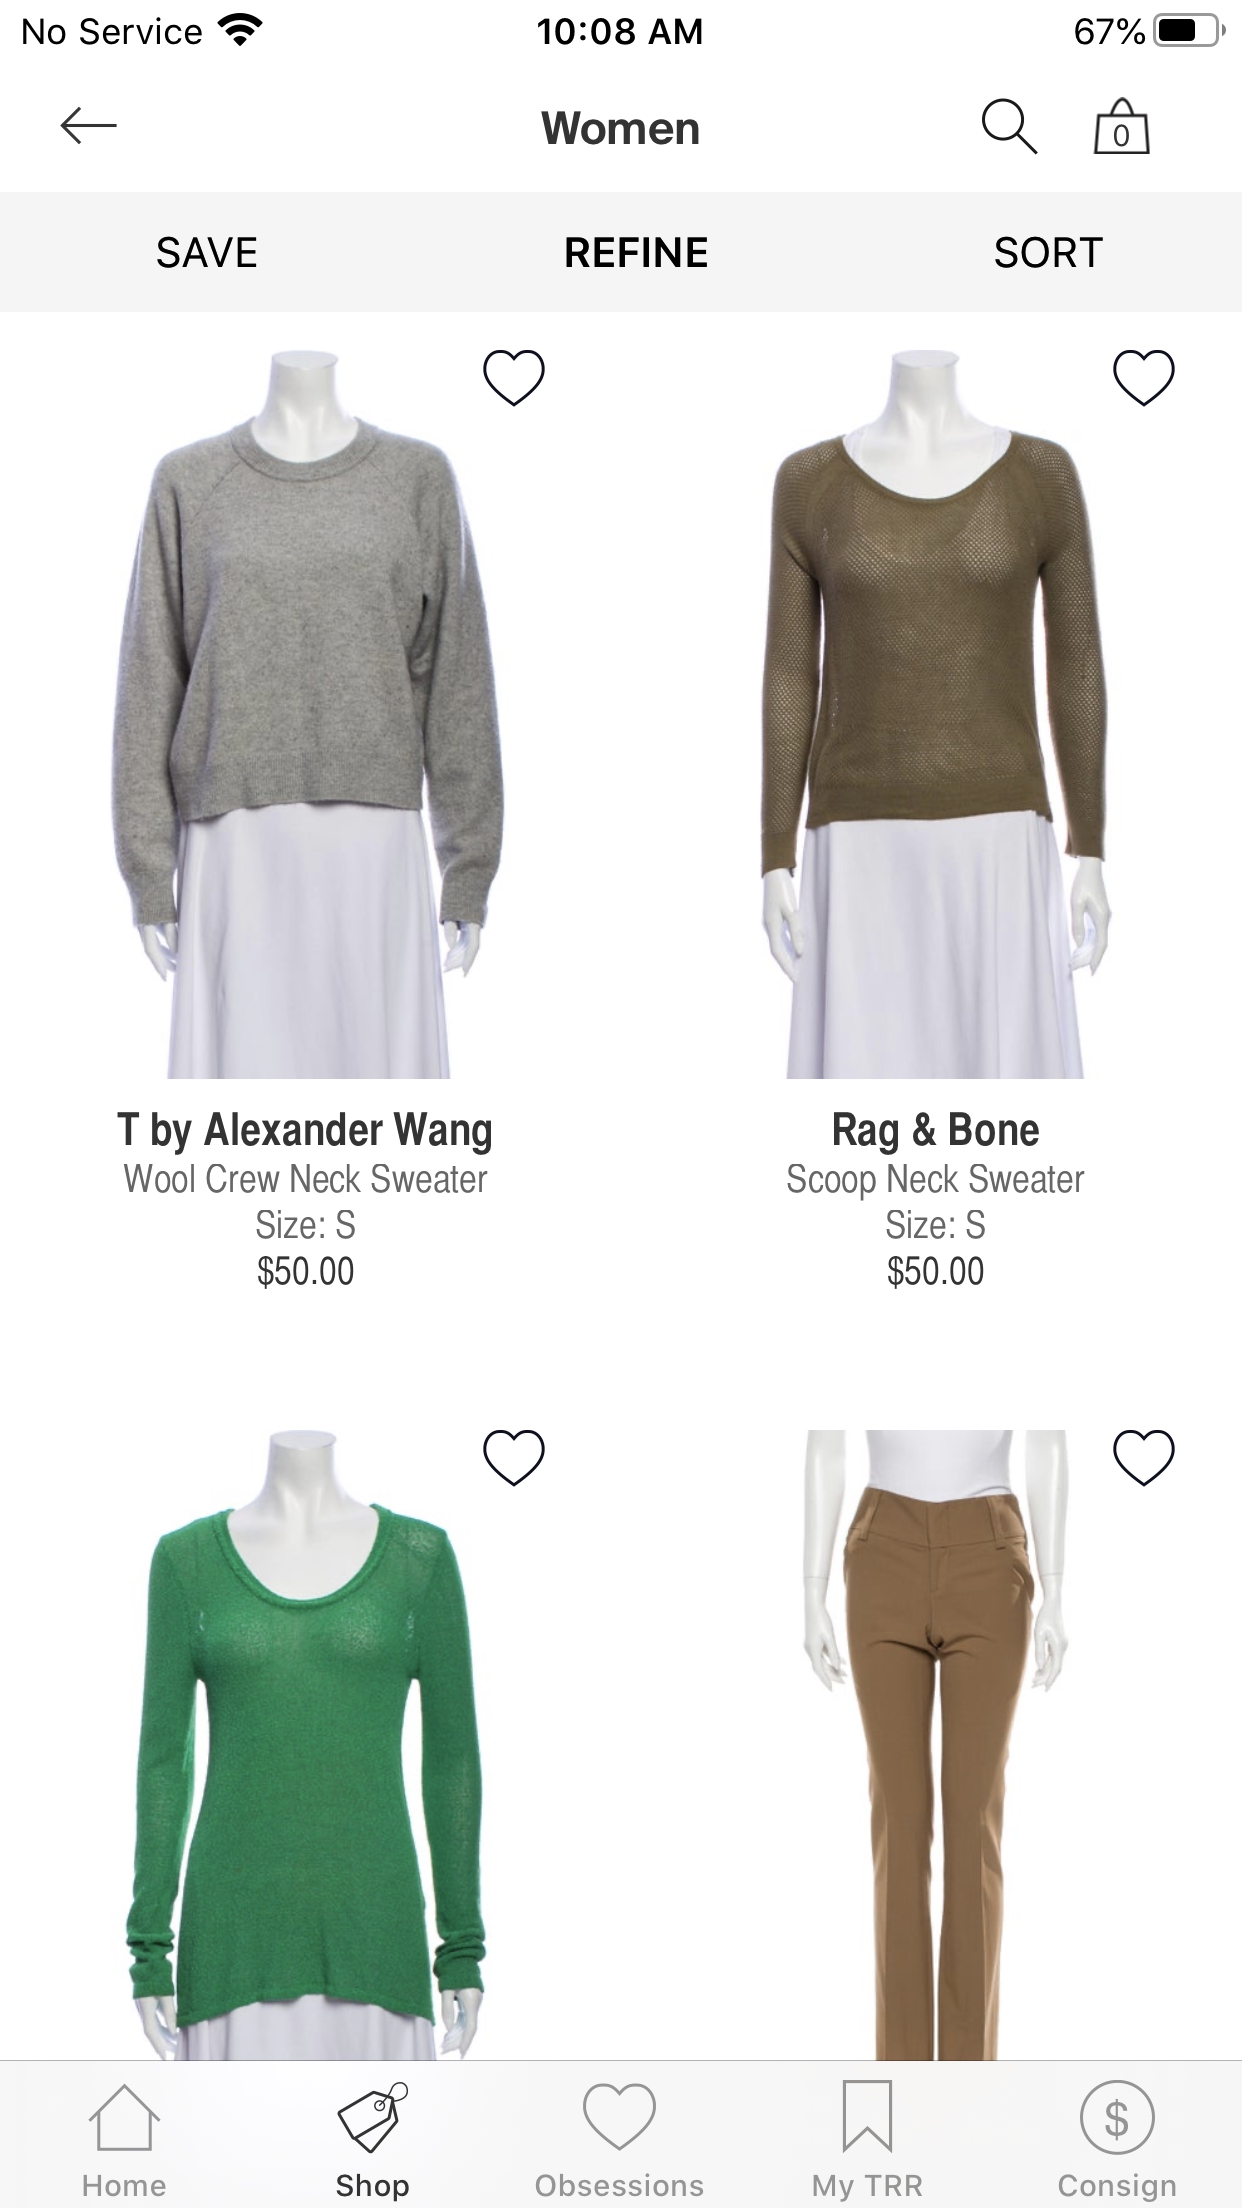 No Service 10:08 AM 67%
Women 0
SAVE REFINE SORT
T by Alexander Wang
Wool Crew Neck Sweater
Size: S
$50.00
Rag & Bone
Scoop Neck Sweater
Size: S
$50.00
Home Shop Obsessions My TRR $ Consign